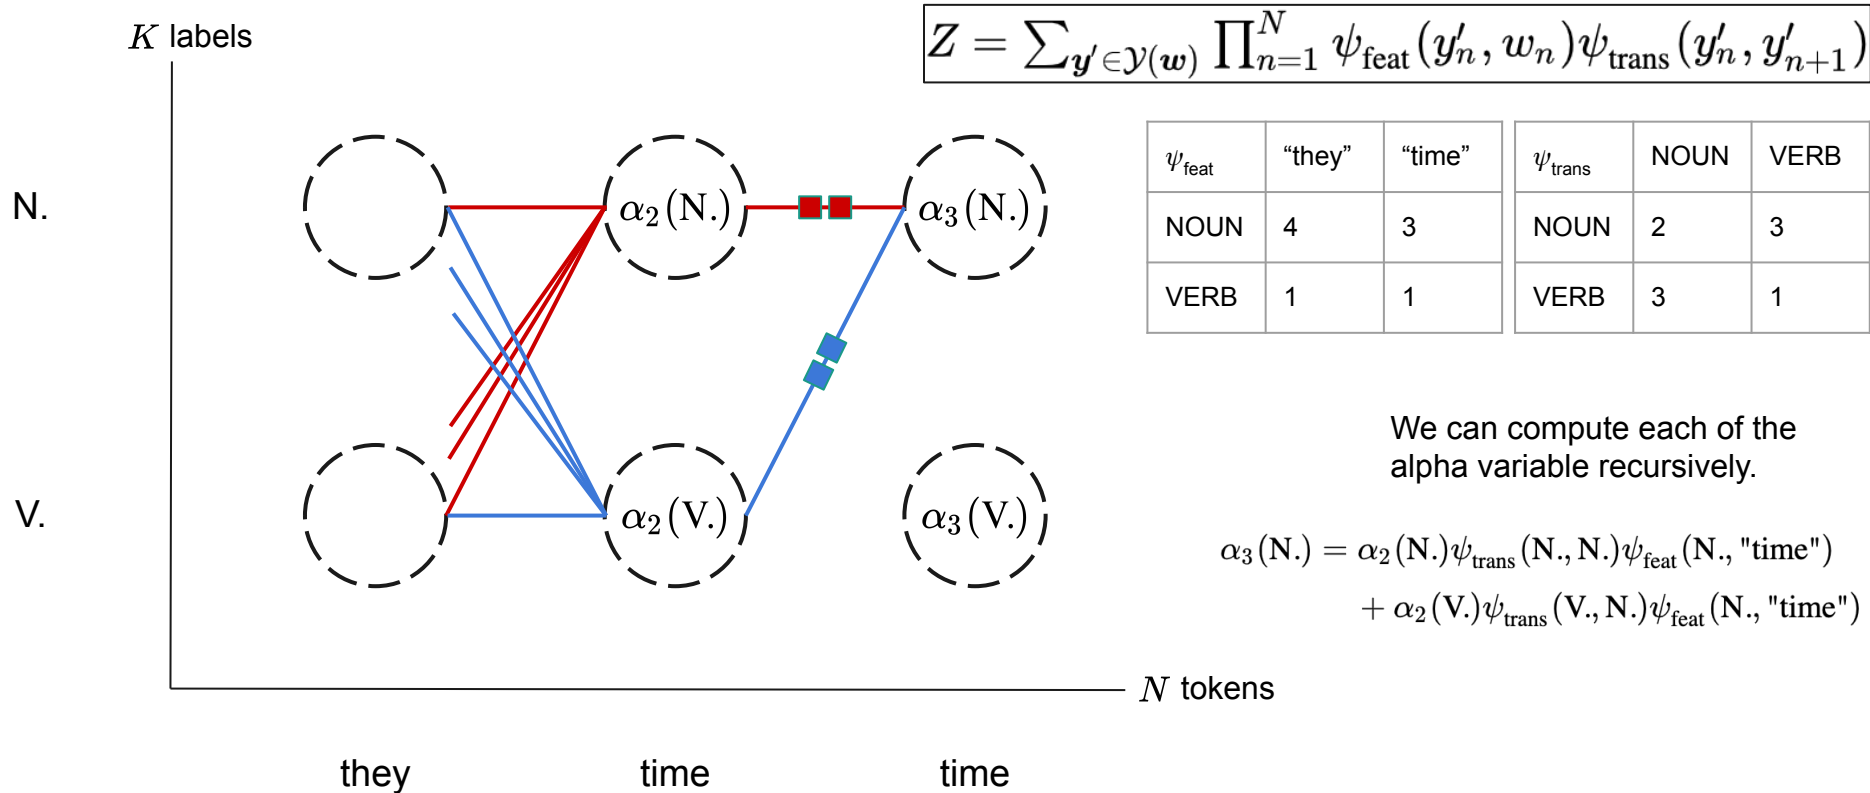 K labels
Z = ∑_{y′∈𝒴(w)} ∏_{n=1}^{N} ψ_feat(y′_n, w_n)ψ_trans(y′_n, y′_{n+1})
ψ_feat “they” “time”
NOUN 4 3
VERB 1 1
ψ_trans NOUN VERB
NOUN 2 3
VERB 3 1
N. α₂(N.) α₃(N.)
V. α₂(V.) α₃(V.)
We can compute each of the
alpha variable recursively.
α₃(N.) = α₂(N.)ψ_trans(N., N.)ψ_feat(N., "time")
+ α₂(V.)ψ_trans(V., N.)ψ_feat(N., "time")
N tokens
they time time